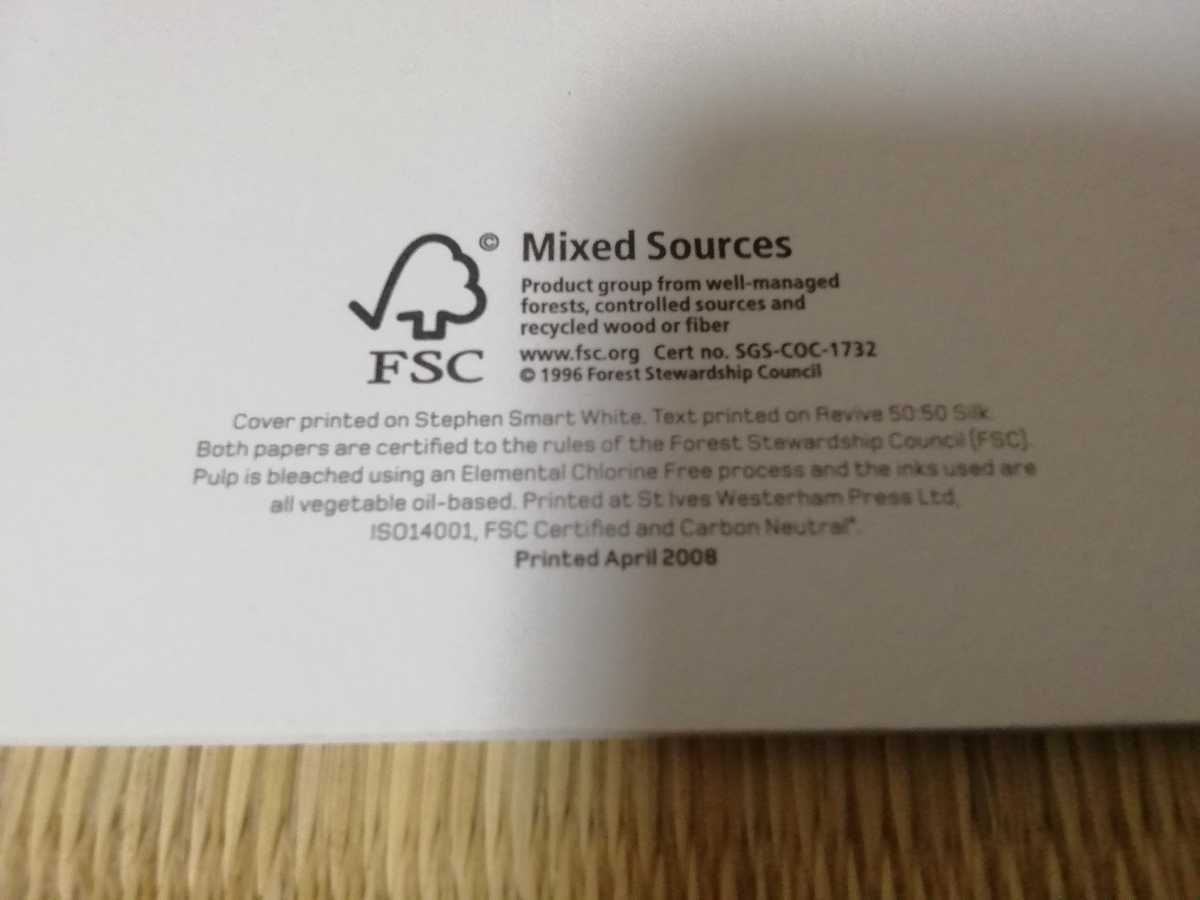 ©
Mixed Sources
Product group from well-managed
forests, controlled sources and
recycled wood or fiber
www.fsc.org Cert no. SGS-COC-1732
© 1996 Forest Stewardship Council
FSC
Cover printed on Stephen Smart White. Text printed on Revive 50:50 Silk.
Both papers are certified to the rules of the Forest Stewardship Council (FSC).
Pulp is bleached using an Elemental Chlorine Free process and the inks used are
all vegetable oil-based. Printed at St Ives Westerham Press Ltd,
ISO14001, FSC Certified and Carbon Neutral®.
Printed April 2008